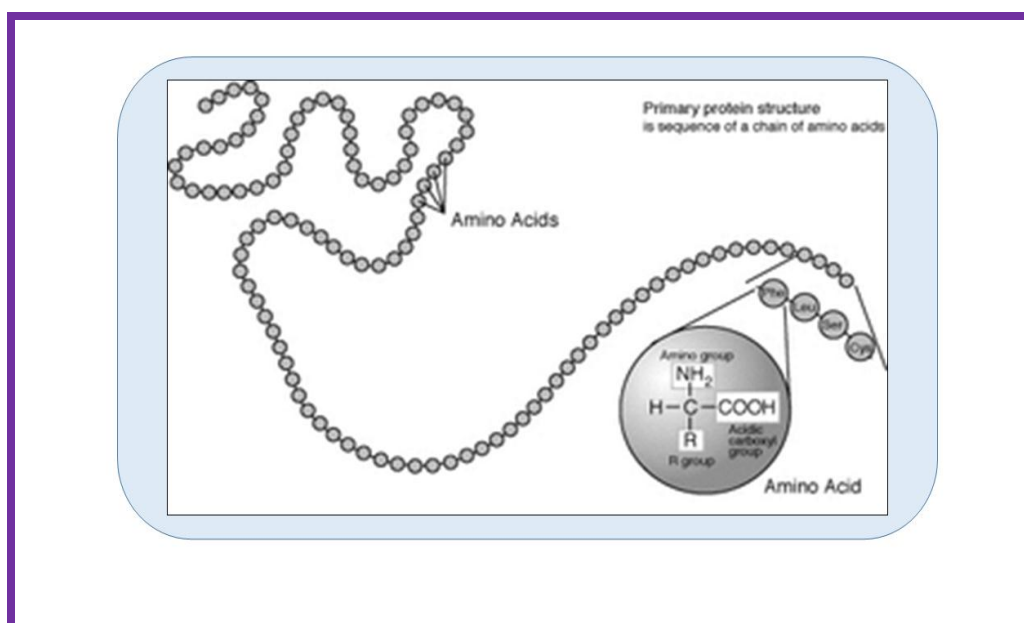 Primary protein structure
is sequence of a chain of amino acids
Amino Acids
Phe
Leu
Ser
Cys
Amino group
NH2
H–C–COOH
Acidic
carboxyl
group
R
R group
Amino Acid